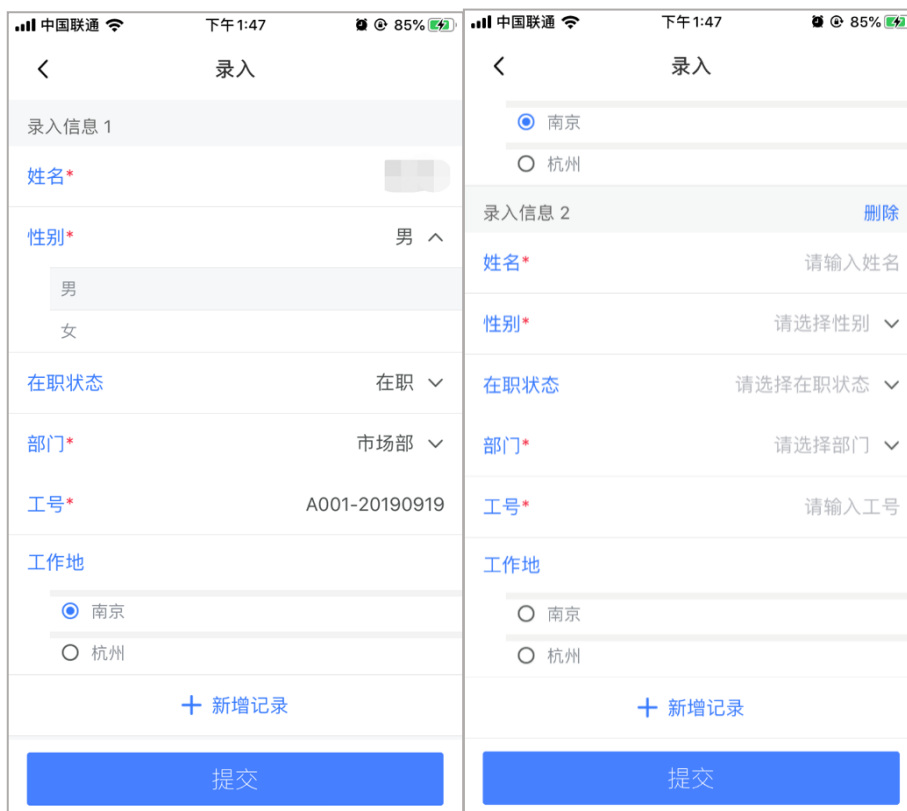 中国联通 下午1:47 85%
录入
录入信息 1
姓名*
性别* 男
男
女
在职状态 在职
部门* 市场部
工号* A001-20190919
工作地
南京
杭州
新增记录
提交
中国联通 下午1:47 85%
录入
南京
杭州
录入信息 2 删除
姓名* 请输入姓名
性别* 请选择性别
在职状态 请选择在职状态
部门* 请选择部门
工号* 请输入工号
工作地
南京
杭州
新增记录
提交